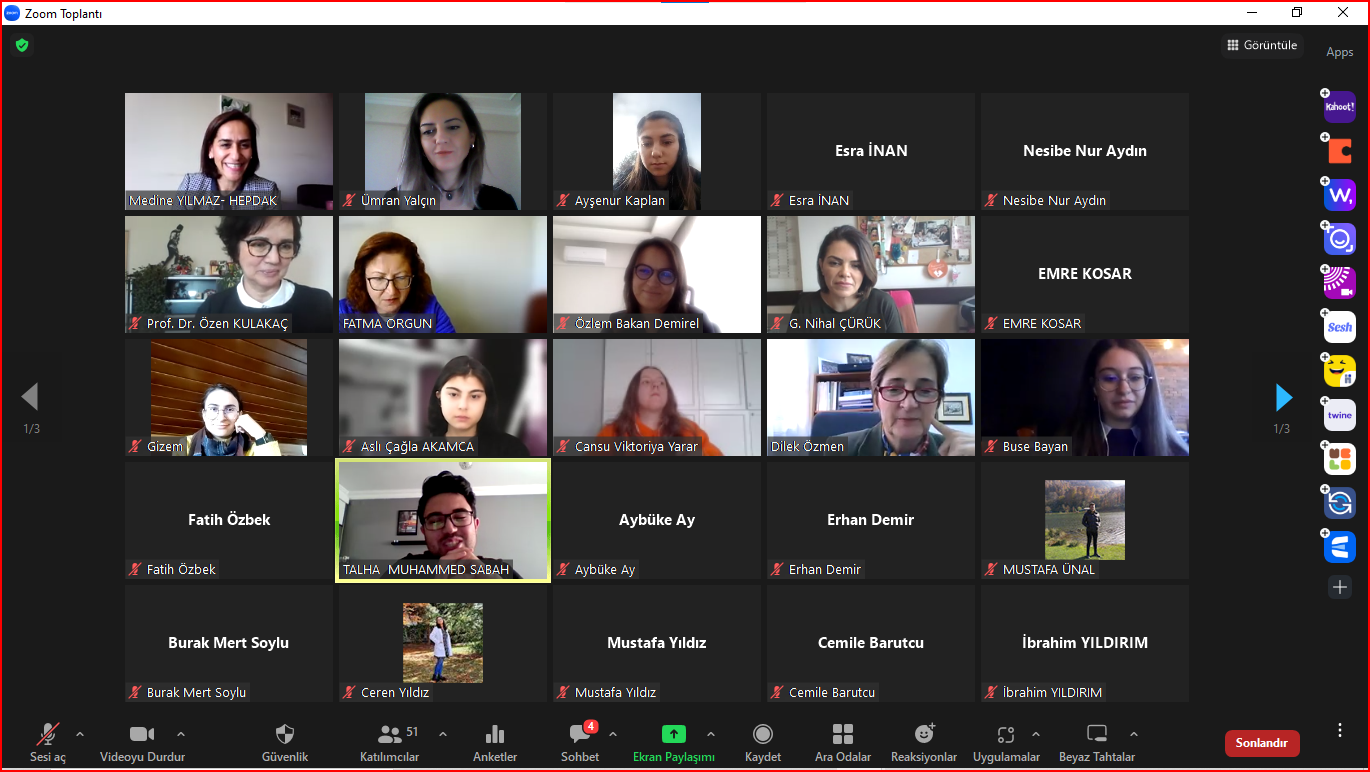 zoom Zoom Toplantı
Görüntüle
Apps
Medine YILMAZ- HEPDAK
Ümran Yalçın
Ayşenur Kaplan
Esra İNAN
Esra İNAN
Nesibe Nur Aydın
Nesibe Nur Aydın
Kahoot!
W,
Prof. Dr. Özen KULAKAÇ
FATMA ORGUN
Özlem Bakan Demirel
G. Nihal ÇÜRÜK
EMRE KOSAR
EMRE KOSAR
Sesh
1/3
Gizem
Aslı Çağla AKAMCA
Cansu Viktoriya Yarar
Dilek Özmen
Buse Bayan
1/3
twine
Fatih Özbek
Fatih Özbek
TALHA MUHAMMED SABAH
Aybüke Ay
Aybüke Ay
Erhan Demir
Erhan Demir
MUSTAFA ÜNAL
Burak Mert Soylu
Burak Mert Soylu
Ceren Yıldız
Mustafa Yıldız
Mustafa Yıldız
Cemile Barutcu
Cemile Barutcu
İbrahim YILDIRIM
İbrahim YILDIRIM
Sesi aç
Videoyu Durdur
Güvenlik
51
Katılımcılar
Anketler
4
Sohbet
Ekran Paylaşımı
Kaydet
Ara Odalar
Reaksiyonlar
Uygulamalar
Beyaz Tahtalar
Sonlandır